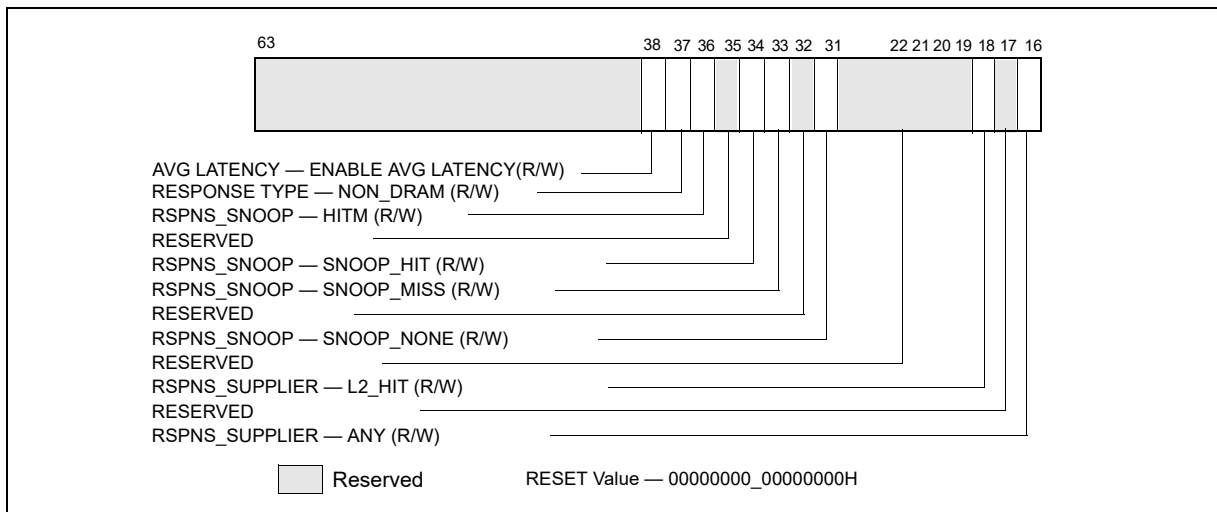 63 38 37 36 35 34 33 32 31 22 21 20 19 18 17 16
AVG LATENCY — ENABLE AVG LATENCY(R/W)
RESPONSE TYPE — NON_DRAM (R/W)
RSPNS_SNOOP — HITM (R/W)
RESERVED
RSPNS_SNOOP — SNOOP_HIT (R/W)
RSPNS_SNOOP — SNOOP_MISS (R/W)
RESERVED
RSPNS_SNOOP — SNOOP_NONE (R/W)
RESERVED
RSPNS_SUPPLIER — L2_HIT (R/W)
RESERVED
RSPNS_SUPPLIER — ANY (R/W)
Reserved RESET Value — 00000000_00000000H